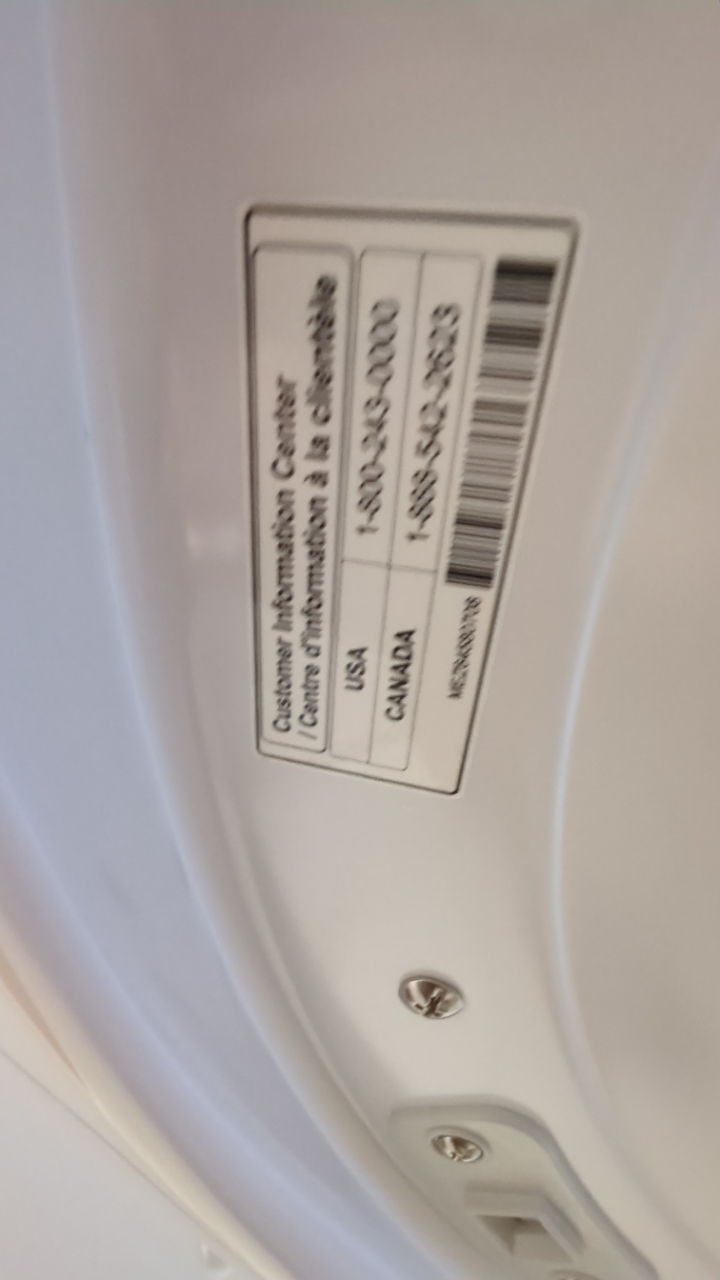 Customer Information Center
/ Centre d'information à la clientèle
USA 1-800-243-0000
CANADA 1-888-542-2623